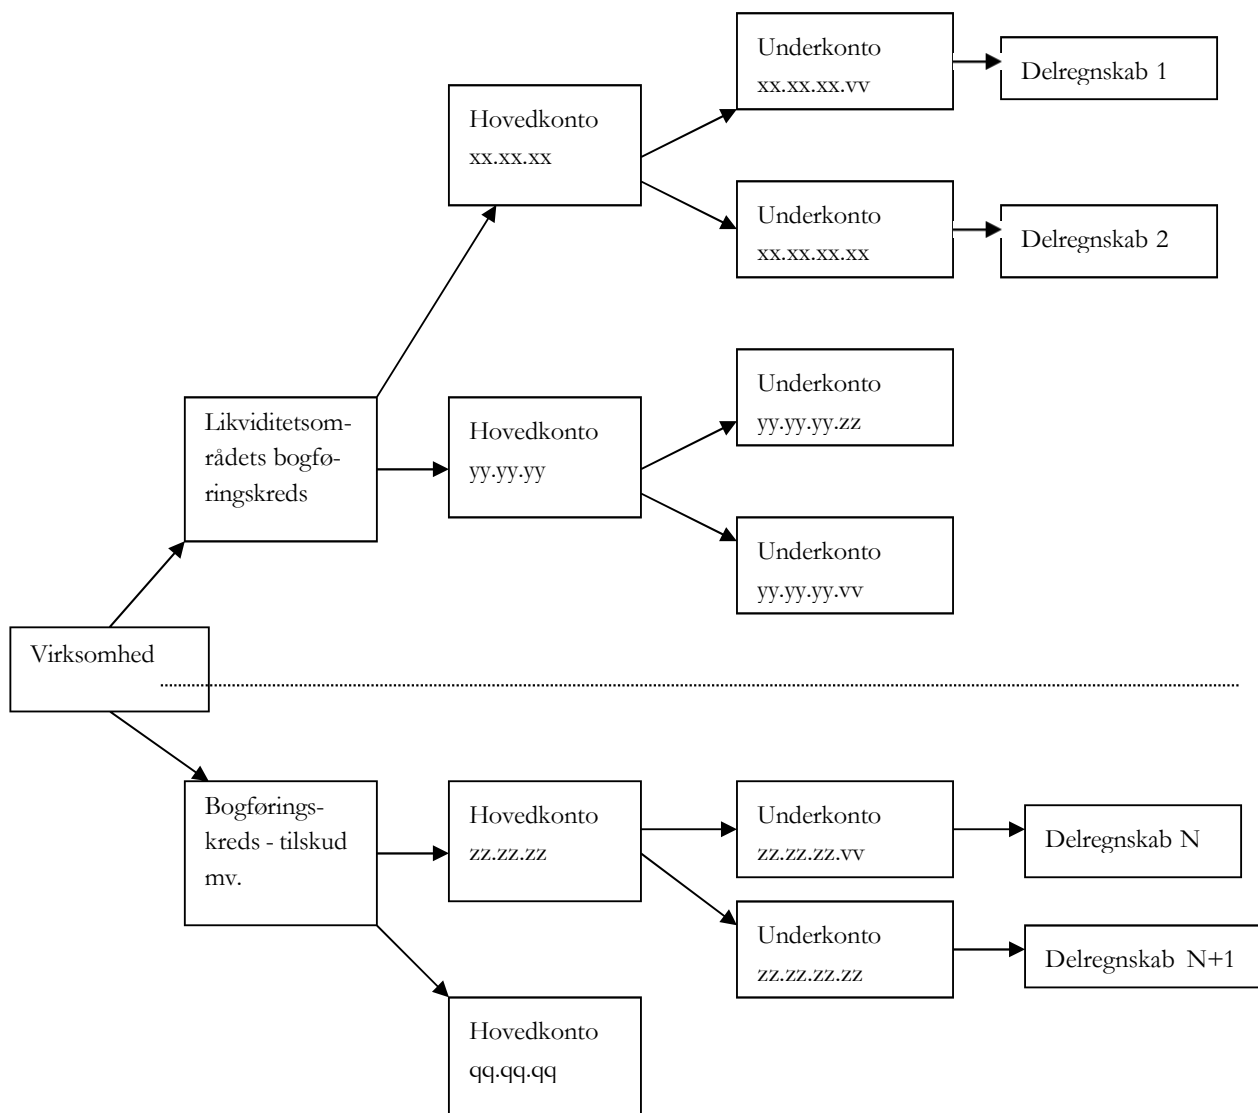 Underkonto
xx.xx.xx.vv
Delregnskab 1
Hovedkonto
xx.xx.xx
Underkonto
xx.xx.xx.xx
Delregnskab 2
Underkonto
yy.yy.yy.zz
Likviditetsom-
rådets bogfø-
ringskreds
Hovedkonto
yy.yy.yy
Underkonto
yy.yy.yy.vv
Virksomhed
Bogførings-
kreds - tilskud
mv.
Hovedkonto
zz.zz.zz
Underkonto
zz.zz.zz.vv
Delregnskab N
Underkonto
zz.zz.zz.zz
Delregnskab N+1
Hovedkonto
qq.qq.qq